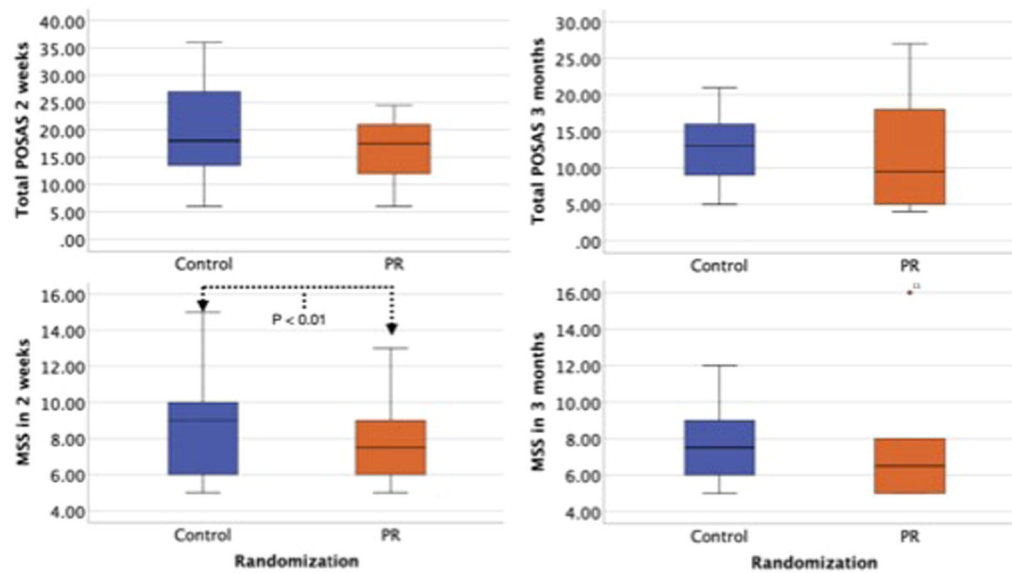 Total POSAS 2 weeks
40.00
35.00
30.00
25.00
20.00
15.00
10.00
5.00
.00
Control PR
Total POSAS 3 months
30.00
25.00
20.00
15.00
10.00
5.00
.00
Control PR
MSS in 2 weeks
16.00
14.00
12.00
10.00
8.00
6.00
4.00
P < 0.01
Control PR
Randomization
MSS in 3 months
16.00
14.00
12.00
10.00
8.00
6.00
4.00
Control PR
Randomization